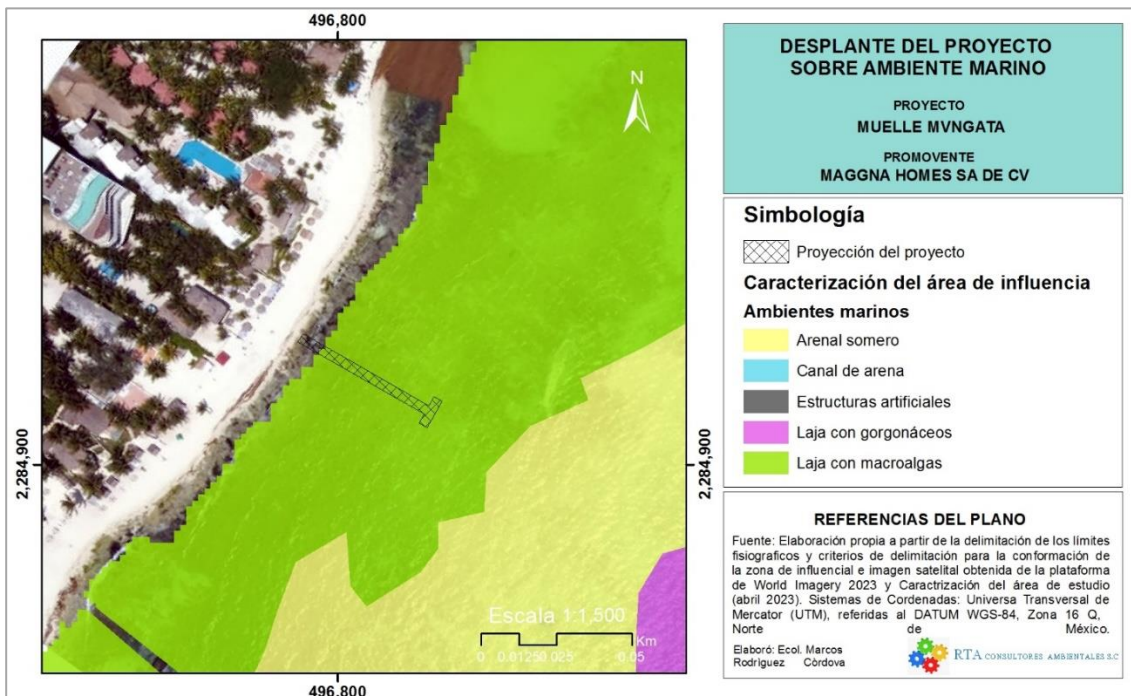 496,800
2,284,900
2,284,900
496,800
N
Escala 1:1,500
Km
0 0.01250.025 0.05
DESPLANTE DEL PROYECTO
SOBRE AMBIENTE MARINO
PROYECTO
MUELLE MVNGATA
PROMOVENTE
MAGGNA HOMES SA DE CV
Simbología
Proyección del proyecto
Caracterización del área de influencia
Ambientes marinos
Arenal somero
Canal de arena
Estructuras artificiales
Laja con gorgonáceos
Laja con macroalgas
REFERENCIAS DEL PLANO
Fuente: Elaboración propia a partir de la delimitación de los límites
fisiograficos y criterios de delimitación para la conformación de
la zona de influencial e imagen satelital obtenida de la plataforma
de World Imagery 2023 y Caractrización del área de estudio
(abril 2023). Sistemas de Cordenadas: Universa Transversal de
Mercator (UTM), referidas al DATUM WGS-84, Zona 16 Q,
Norte de México.
Elaboró: Ecol. Marcos
Rodrìguez Còrdova
RTA CONSULTORES AMBIENTALES S.C